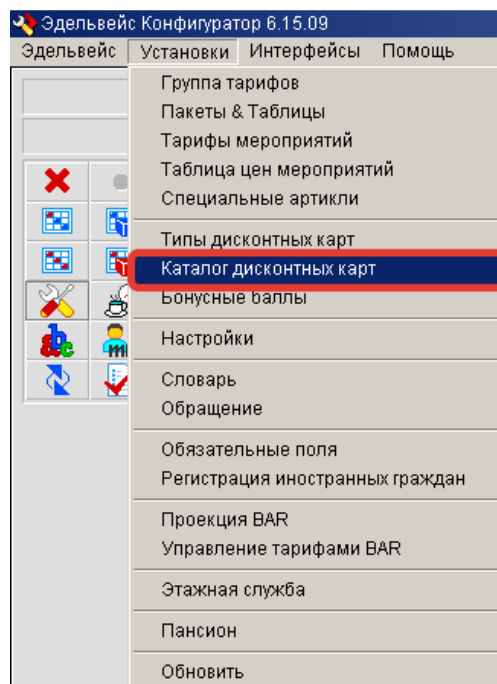 Эдельвейс Конфигуратор 6.15.09
Эдельвейс Установки Интерфейсы Помощь
Группа тарифов
Пакеты & Таблицы
Тарифы мероприятий
Таблица цен мероприятий
Специальные артикли
Типы дисконтных карт
Каталог дисконтных карт
Бонусные баллы
Настройки
Словарь
Обращение
Обязательные поля
Регистрация иностранных граждан
Проекция BAR
Управление тарифами BAR
Этажная служба
Пансион
Обновить